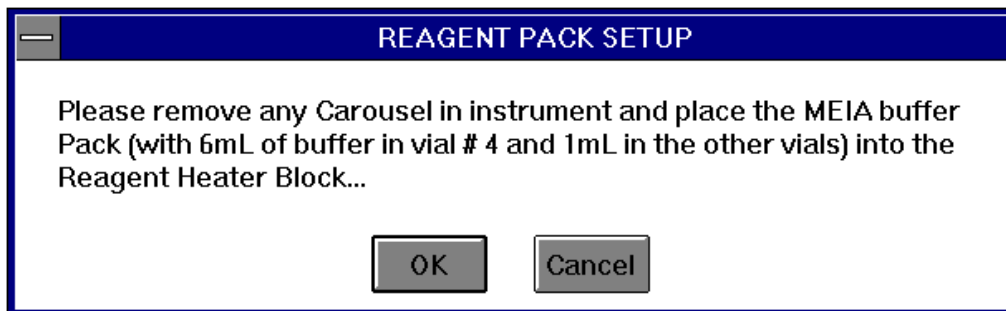 REAGENT PACK SETUP
Please remove any Carousel in instrument and place the MEIA buffer
Pack (with 6mL of buffer in vial # 4 and 1mL in the other vials) into the
Reagent Heater Block...
OK
Cancel